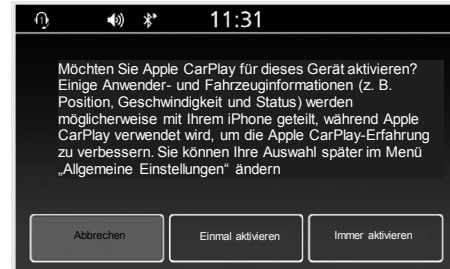 11:31
Möchten Sie Apple CarPlay für dieses Gerät aktivieren?
Einige Anwender- und Fahrzeuginformationen (z. B.
Position, Geschwindigkeit und Status) werden
möglicherweise mit Ihrem iPhone geteilt, während Apple
CarPlay verwendet wird, um die Apple CarPlay-Erfahrung
zu verbessern. Sie können Ihre Auswahl später im Menü
„Allgemeine Einstellungen“ ändern
Abbrechen Einmal aktivieren Immer aktivieren